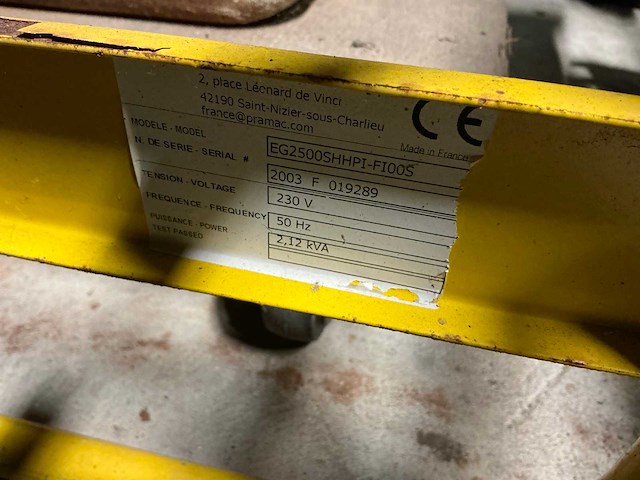 2, place Léonard de Vinci
42190 Saint-Nizier-sous-Charlieu
france@pramac.com
CE
Made in France
MODELE - MODEL EG2500SHHPI-FI00S
N. DE SERIE - SERIAL # 2003 F 019289
TENSION - VOLTAGE 230 V
FREQUENCE - FREQUENCY 50 Hz
PUISSANCE - POWER 2,12 kVA
TEST PASSED